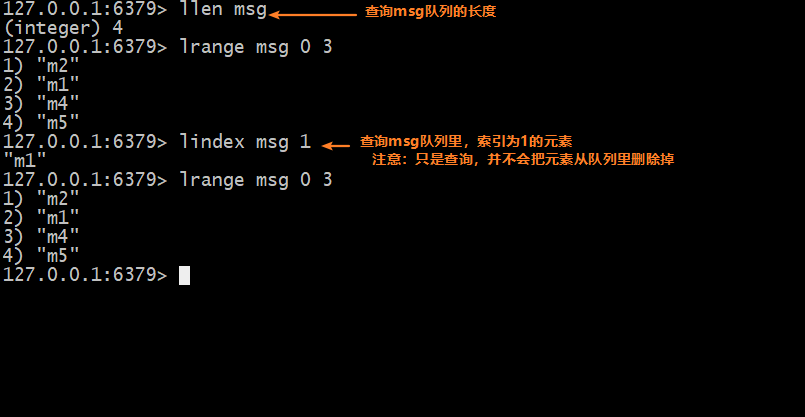 127.0.0.1:6379> llen msg 查询msg队列的长度
(integer) 4
127.0.0.1:6379> lrange msg 0 3
1) "m2"
2) "m1"
3) "m4"
4) "m5"
127.0.0.1:6379> lindex msg 1 查询msg队列里，索引为1的元素
"m1" 注意：只是查询，并不会把元素从队列里删除掉
127.0.0.1:6379> lrange msg 0 3
1) "m2"
2) "m1"
3) "m4"
4) "m5"
127.0.0.1:6379>